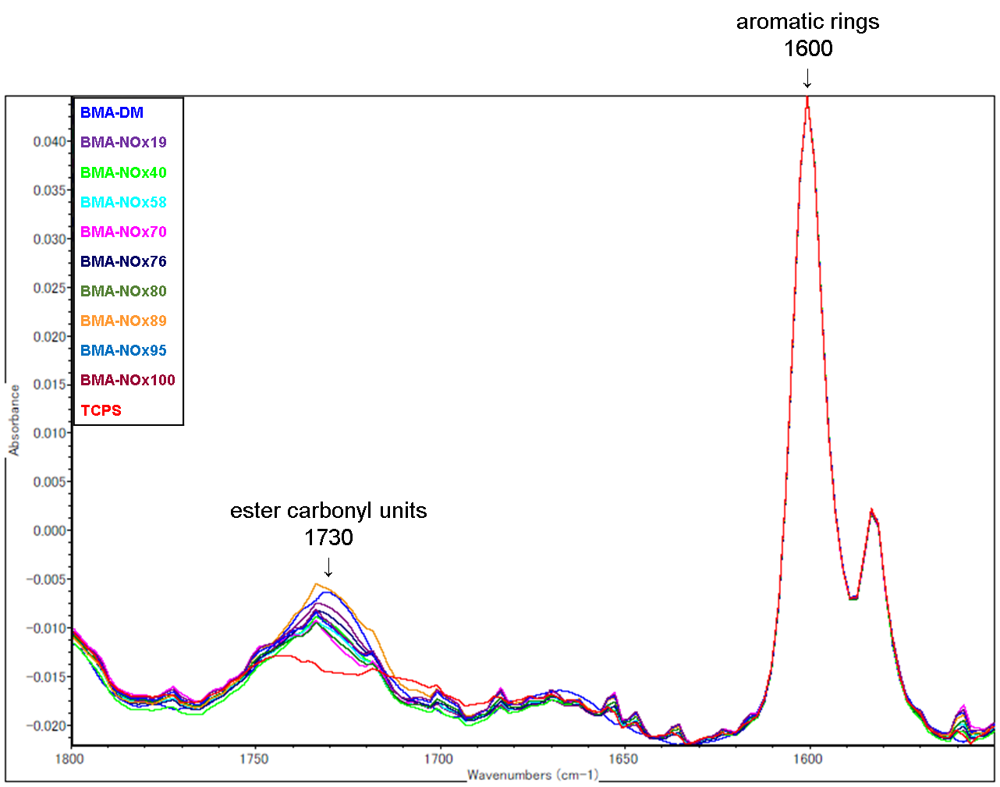 aromatic rings
1600
↓
BMA-DM
BMA-NOx19
BMA-NOx40
BMA-NOx58
BMA-NOx70
BMA-NOx76
BMA-NOx80
BMA-NOx89
BMA-NOx95
BMA-NOx100
TCPS
0.040
0.035
0.030
0.025
0.020
0.015
0.010
0.005
0.000
-0.005
-0.010
-0.015
-0.020
Absorbance
ester carbonyl units
1730
↓
1800
1750
1700
1650
1600
Wavenumbers (cm-1)